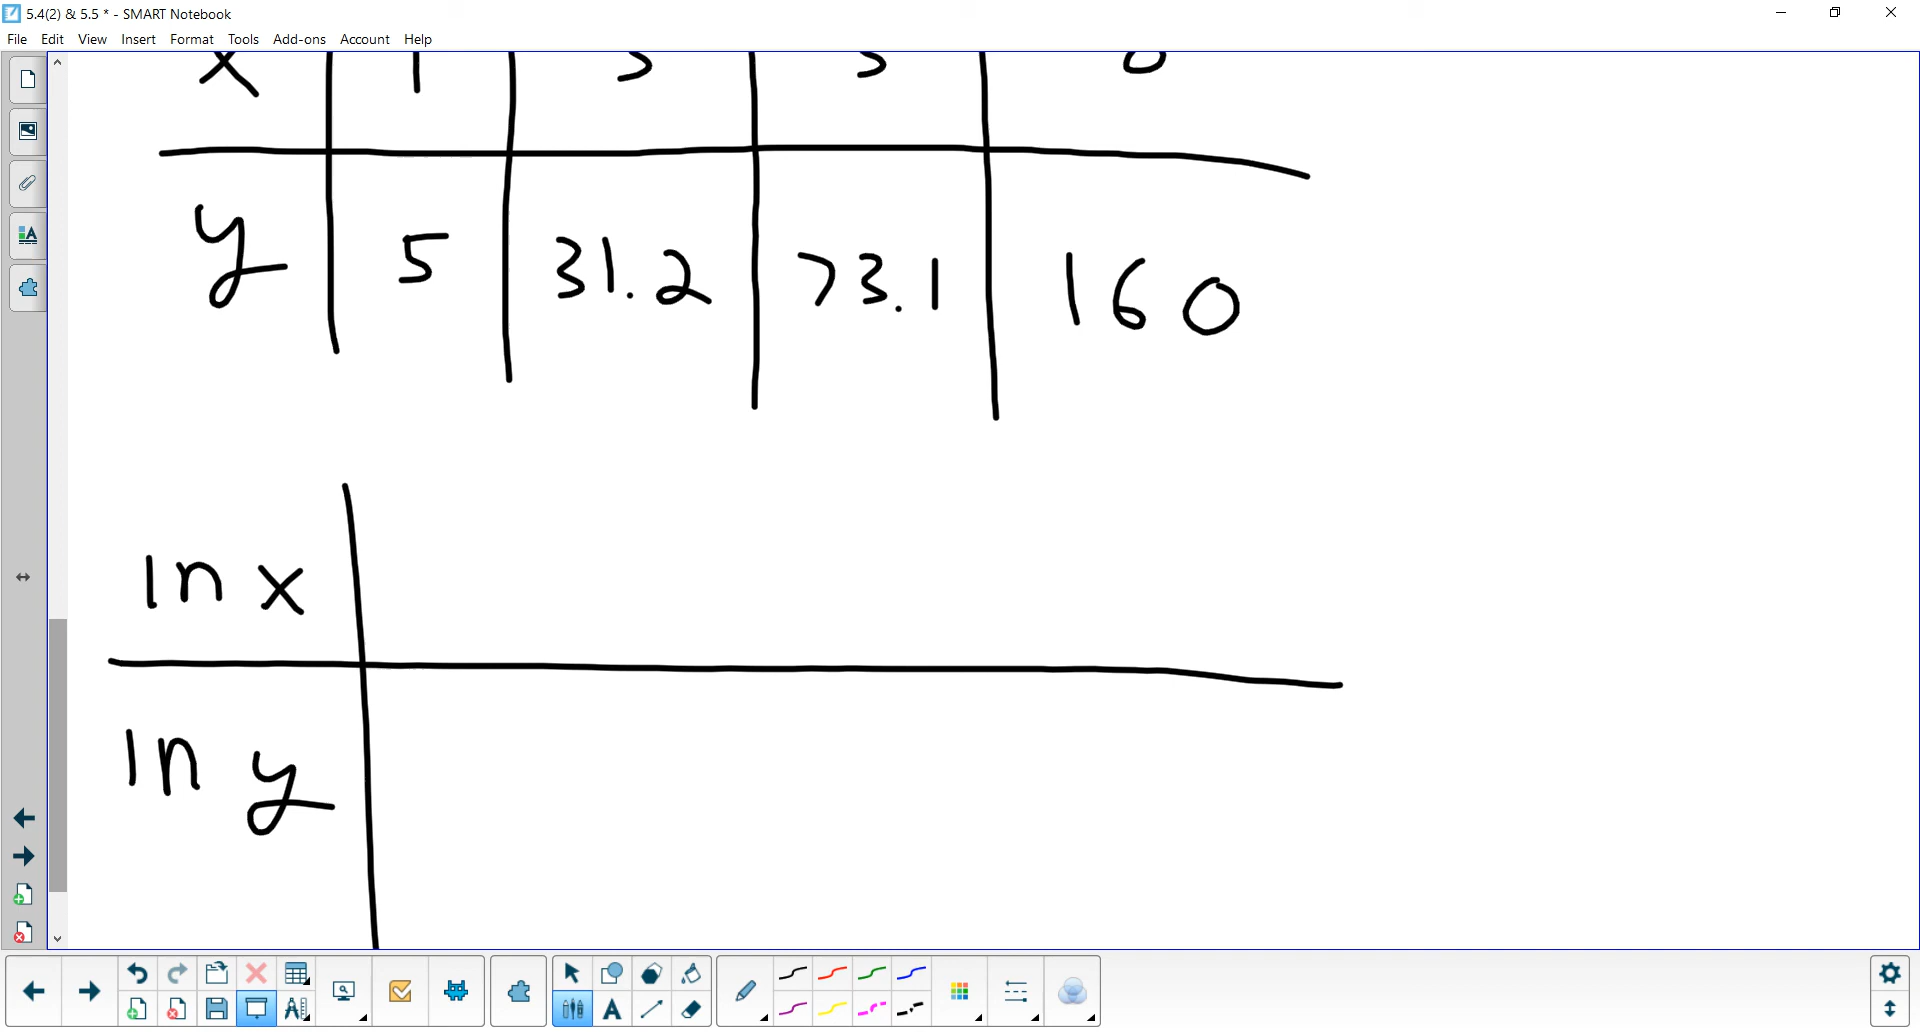 5.4(2) & 5.5 * - SMART Notebook
File Edit View Insert Format Tools Add-ons Account Help
x 1
y 5 31.2 73.1 160
ln x
ln y